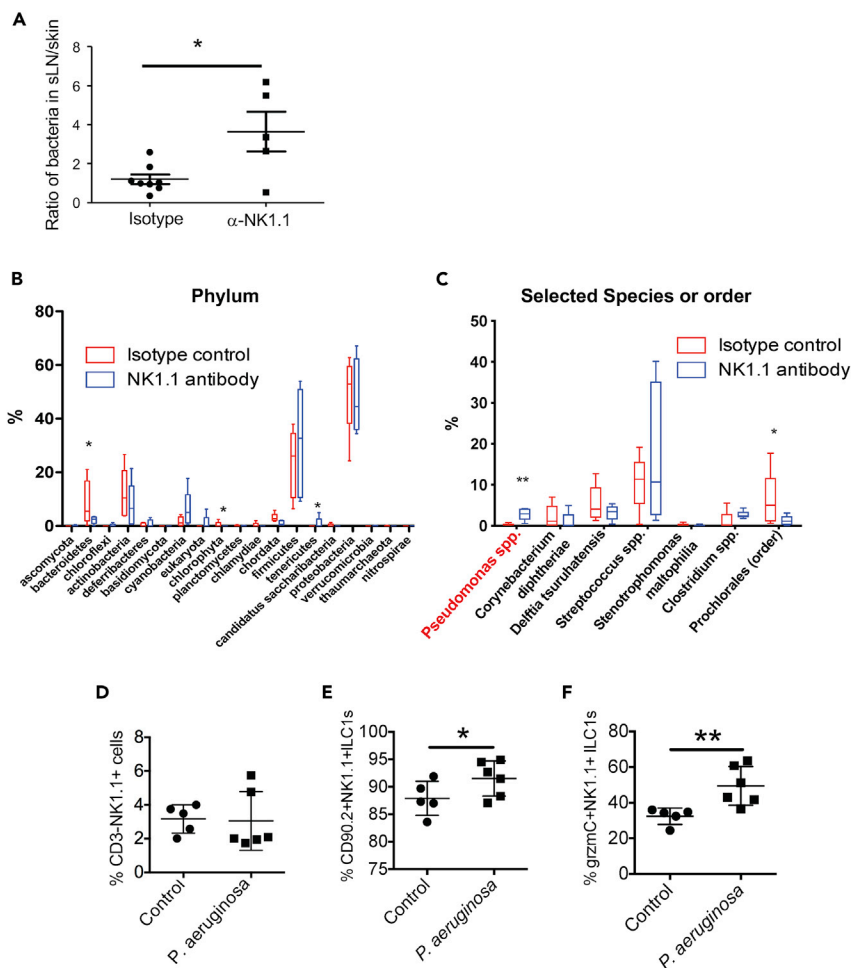 A
Ratio of bacteria in sLN/skin
8
6
4
2
0
*
Isotype
α-NK1.1
B
Phylum
%
80
60
40
20
0
Isotype control
NK1.1 antibody
*
*
*
ascomycota
bacteroidetes
chloroflexi
actinobacteria
deferribacteres
basidiomycota
cyanobacteria
eukaryota
chlorophyta
planctomycetes
chlamydiae
chordata
firmicutes
tenericutes
candidatus saccharibacteria
proteobacteria
verrucomicrobia
thaumarchaeota
nitrospirae
C
Selected Species or order
%
50
40
30
20
10
0
Isotype control
NK1.1 antibody
**
*
Pseudomonas spp.
Corynebacterium
diphtheriae
Delftia tsuruhatensis
Streptococcus spp.
Stenotrophomonas
maltophilia
Clostridium spp.
Prochlorales (order)
D
% CD3-NK1.1+ cells
8
6
4
2
0
Control
P. aeruginosa
E
% CD90.2+NK1.1+ILC1s
100
95
90
85
80
75
*
Control
P. aeruginosa
F
% grzmC+NK1.1+ ILC1s
80
60
40
20
0
**
Control
P. aeruginosa